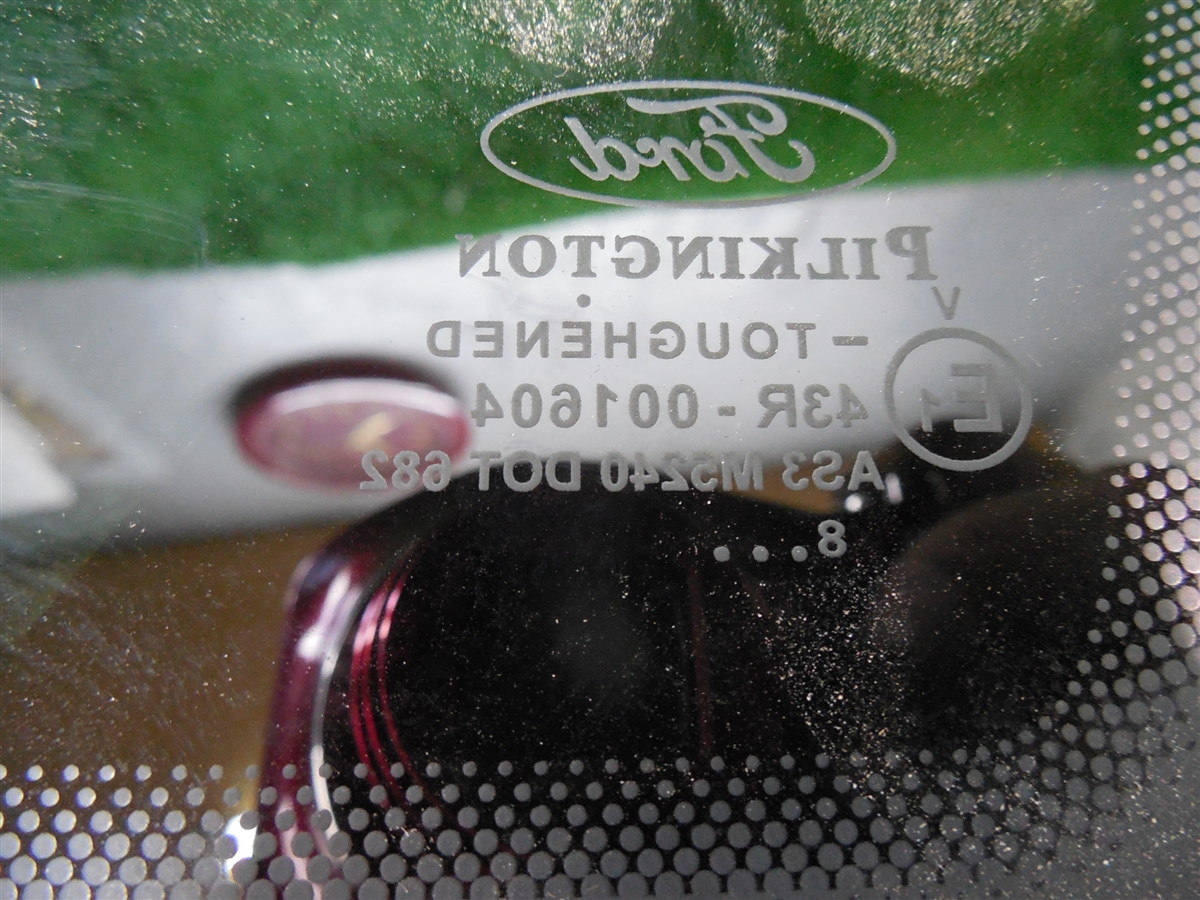 Ford
PILKINGTON
V
E1
– TOUGHENED
43R - 001604
AS3 M5240 DOT 682
8....